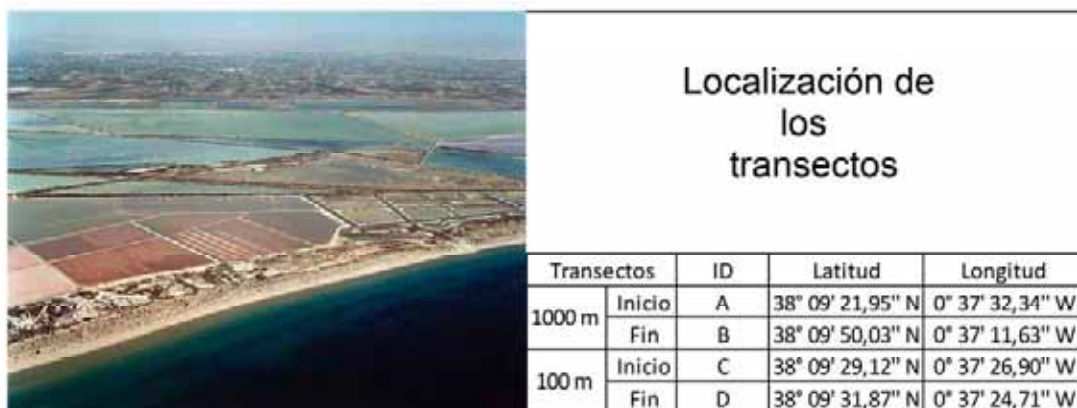 Localización de
los
transectos
Transectos ID Latitud Longitud
1000 m Inicio A 38° 09' 21,95'' N 0° 37' 32,34'' W
Fin B 38° 09' 50,03'' N 0° 37' 11,63'' W
100 m Inicio C 38° 09' 29,12'' N 0° 37' 26,90'' W
Fin D 38° 09' 31,87'' N 0° 37' 24,71'' W